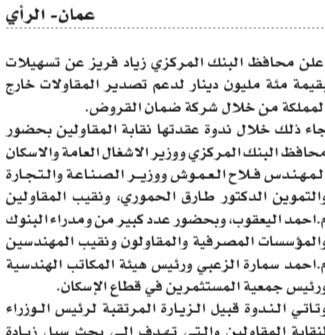 عمان- الرأي
علن محافظ البنك المركزي زياد فريز عن تسهيلات
بقيمة مئة مليون دينار لدعم تصدير المقاولات خارج
لمملكة من خلال شركة ضمان القروض.
جاء ذلك خلال ندوة عقدتها نقابة المقاولين بحضور
محافظ البنك المركزي ووزير الاشغال العامة والاسكان
لمهندس فلاح العموش ووزير الصناعة والتجارة
والتموين الدكتور طارق الحموري، ونقيب المقاولين
م.احمد اليعقوب، وبحضور عدد كبير من ومدراء البنوك
والمؤسسات المصرفية والمقاولون ونقيب المهندسين
م.احمد سمارة الزعبي ورئيس هيئة المكاتب الهندسية
ورئيس جمعية المستثمرين في قطاع الإسكان.
وتاتي الندوة قبيل الزيارة المرتقبة لرئيس الوزراء
لنقابة المقاولين والتي تهدف الى بحث سبل زيادة